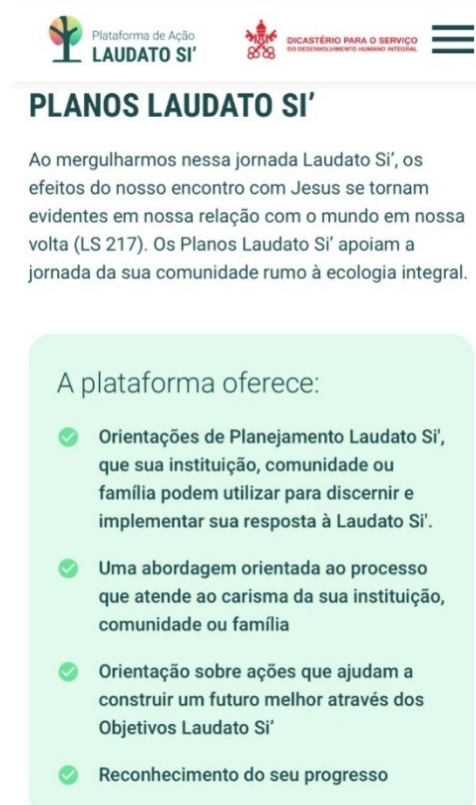 Plataforma de Ação
LAUDATO SI’
DICASTÉRIO PARA O SERVIÇO
DO DESENVOLVIMENTO HUMANO INTEGRAL
PLANOS LAUDATO SI’
Ao mergulharmos nessa jornada Laudato Si’, os
efeitos do nosso encontro com Jesus se tornam
evidentes em nossa relação com o mundo em nossa
volta (LS 217). Os Planos Laudato Si’ apoiam a
jornada da sua comunidade rumo à ecologia integral.
A plataforma oferece:
Orientações de Planejamento Laudato Si',
que sua instituição, comunidade ou
família podem utilizar para discernir e
implementar sua resposta à Laudato Si'.
Uma abordagem orientada ao processo
que atende ao carisma da sua instituição,
comunidade ou família
Orientação sobre ações que ajudam a
construir um futuro melhor através dos
Objetivos Laudato Si’
Reconhecimento do seu progresso